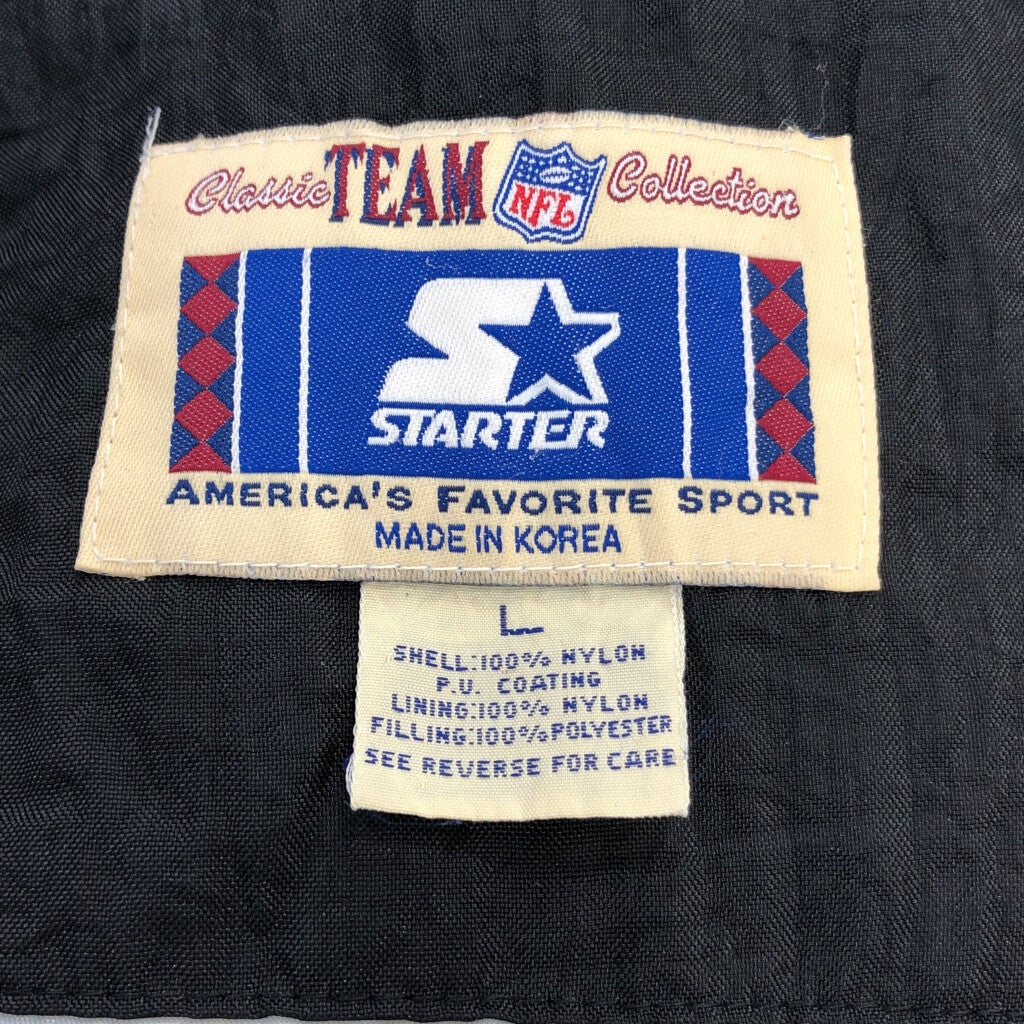 Classic TEAM NFL Collection
STARTER
AMERICA'S FAVORITE SPORT
MADE IN KOREA
L
SHELL:100% NYLON
P.U. COATING
LINING:100% NYLON
FILLING:100% POLYESTER
SEE REVERSE FOR CARE